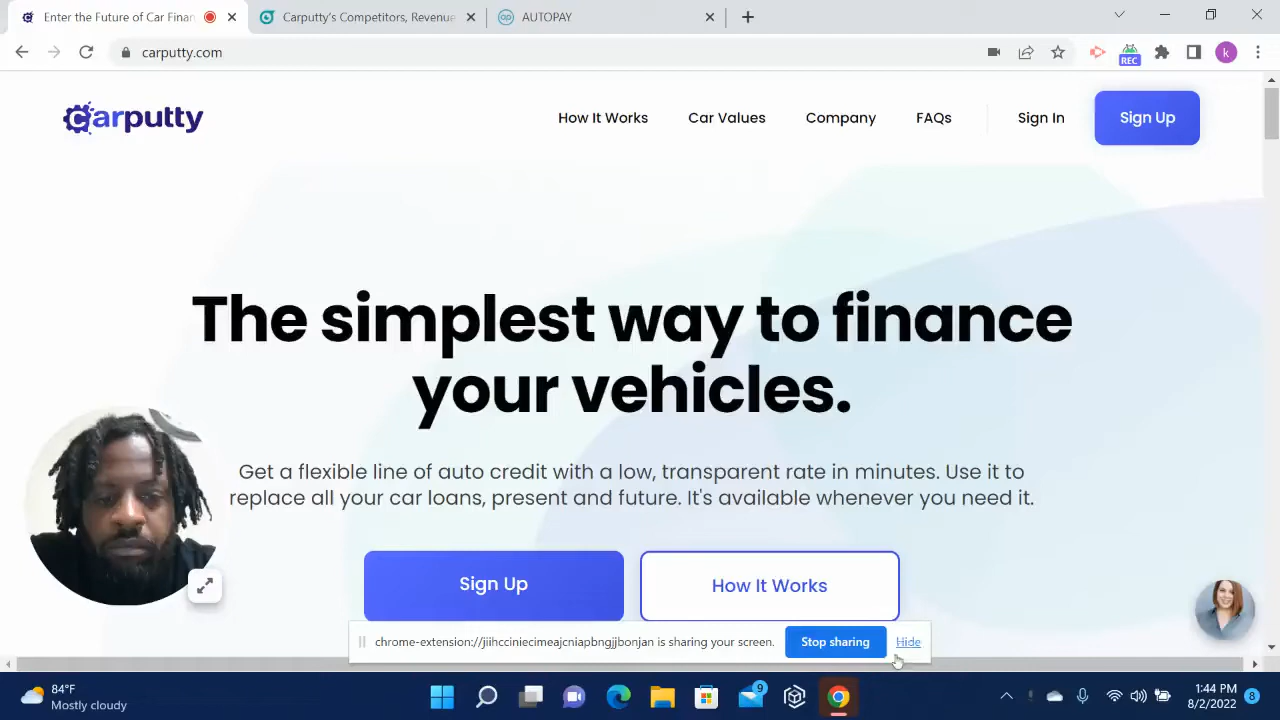 Enter the Future of Car Finan
Carputty's Competitors, Revenue
AUTOPAY
carputty.com
REC
k
carputty
How It Works
Car Values
Company
FAQs
Sign In
Sign Up
The simplest way to finance
your vehicles.
Get a flexible line of auto credit with a low, transparent rate in minutes. Use it to
replace all your car loans, present and future. It's available whenever you need it.
Sign Up
How It Works
chrome-extension://jiihcciniecimeajcniapbngjjbonjan is sharing your screen.
Stop sharing
Hide
84°F
Mostly cloudy
9
1:44 PM
8/2/2022
8